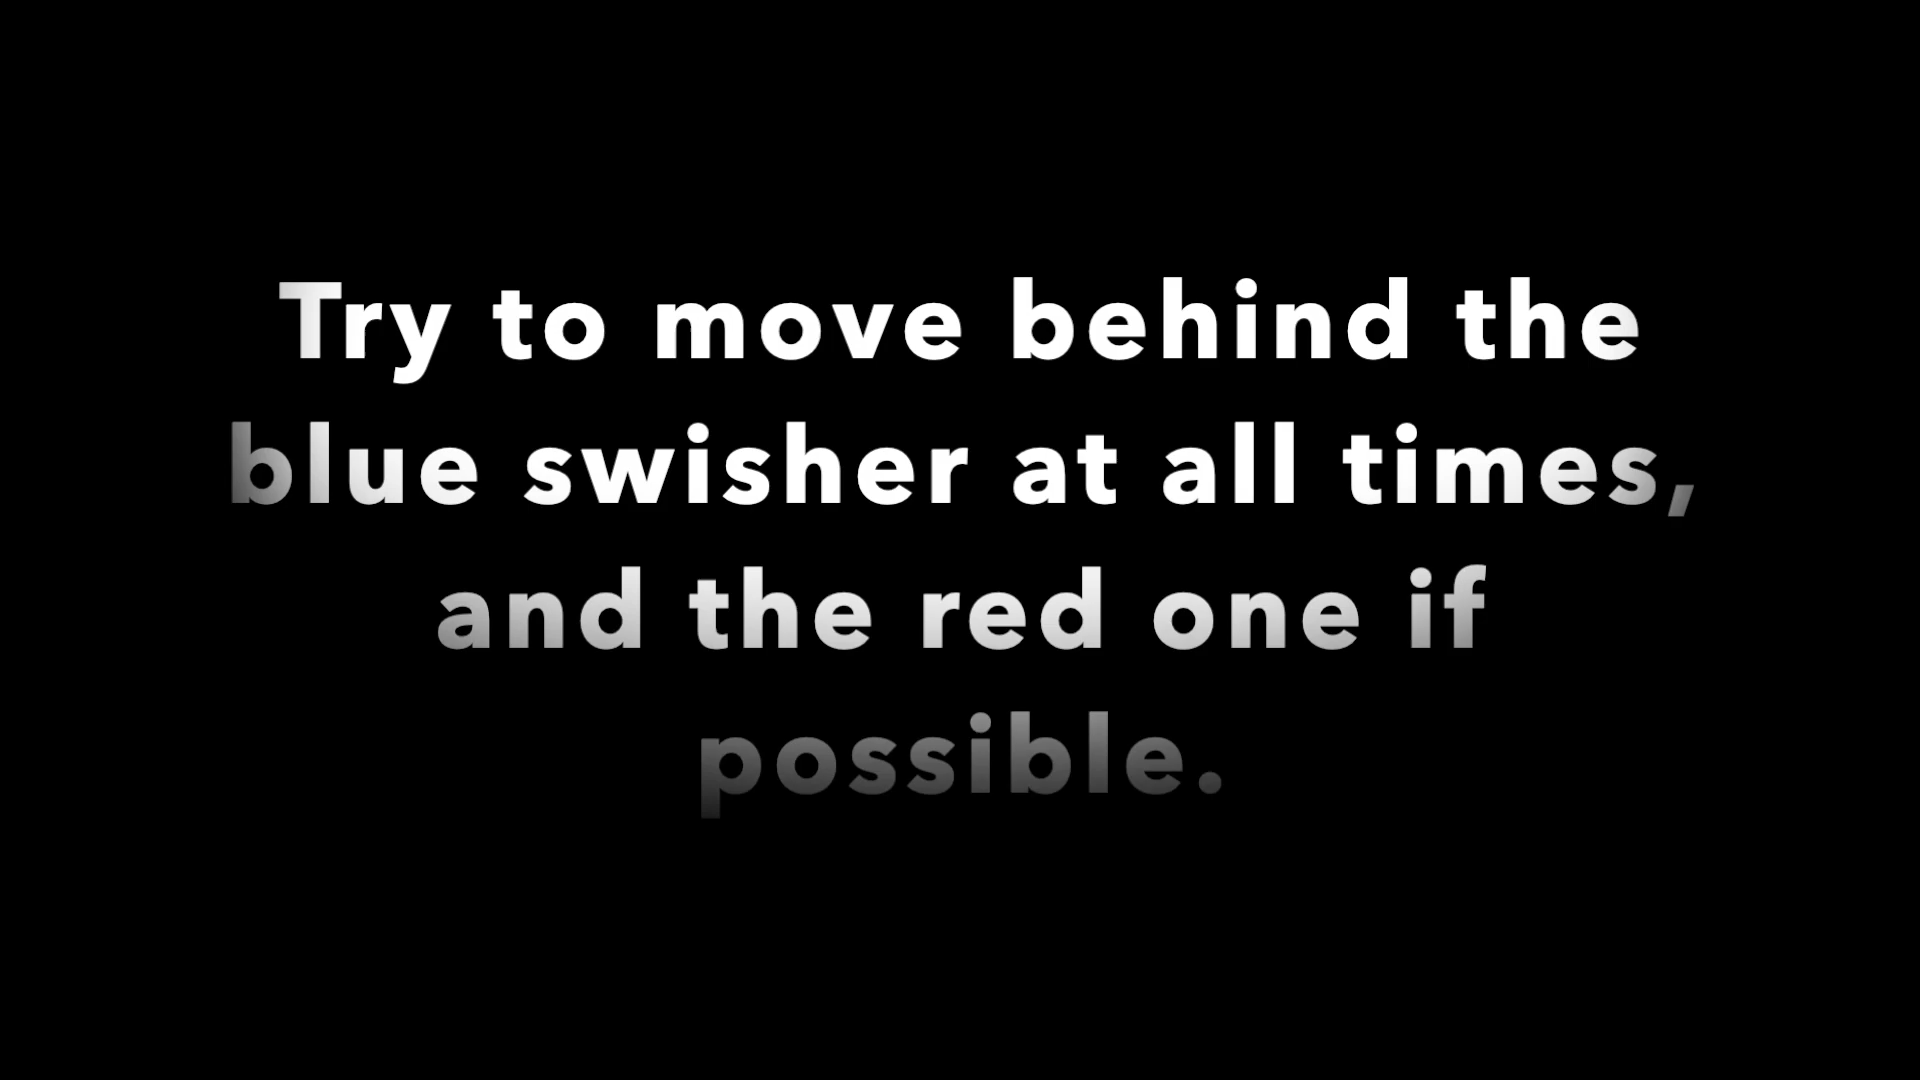 Try to move behind the
blue swisher at all times,
and the red one if
possible.